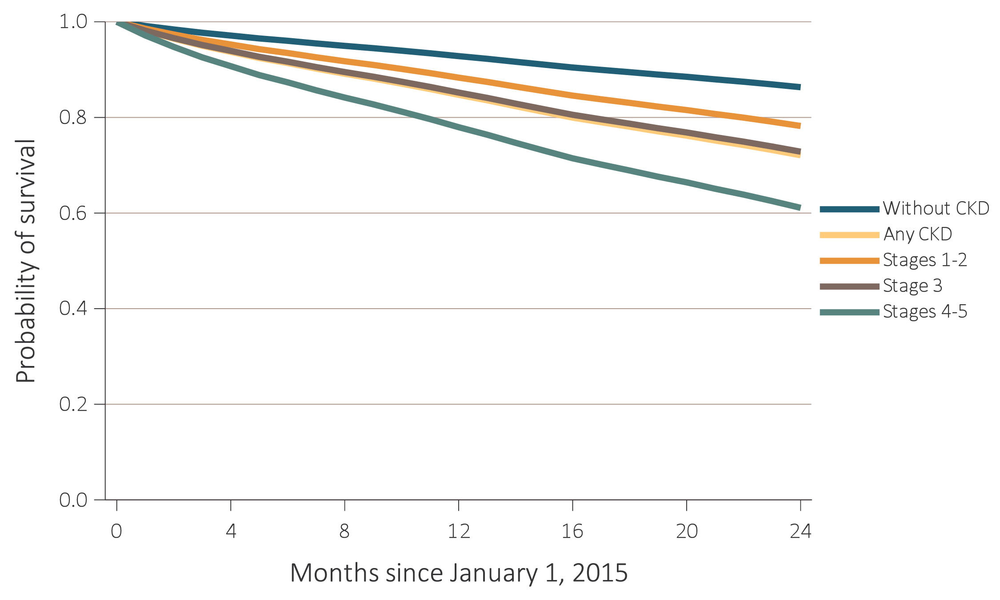 Probability of survival
1.0
0.8
0.6
0.4
0.2
0.0
0 4 8 12 16 20 24
Months since January 1, 2015
Without CKD
Any CKD
Stages 1-2
Stage 3
Stages 4-5